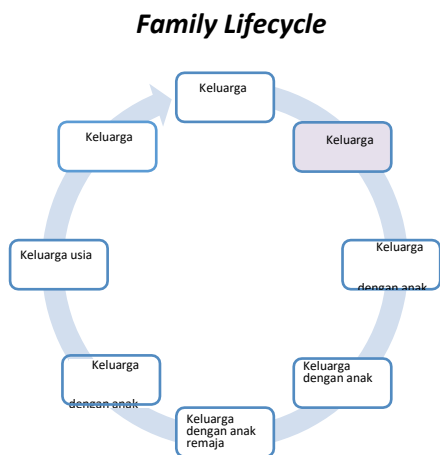 Family Lifecycle
Keluarga
Keluarga
Keluarga
dengan anak
Keluarga
dengan anak
Keluarga
dengan anak
remaja
Keluarga
dengan anak
Keluarga usia
Keluarga